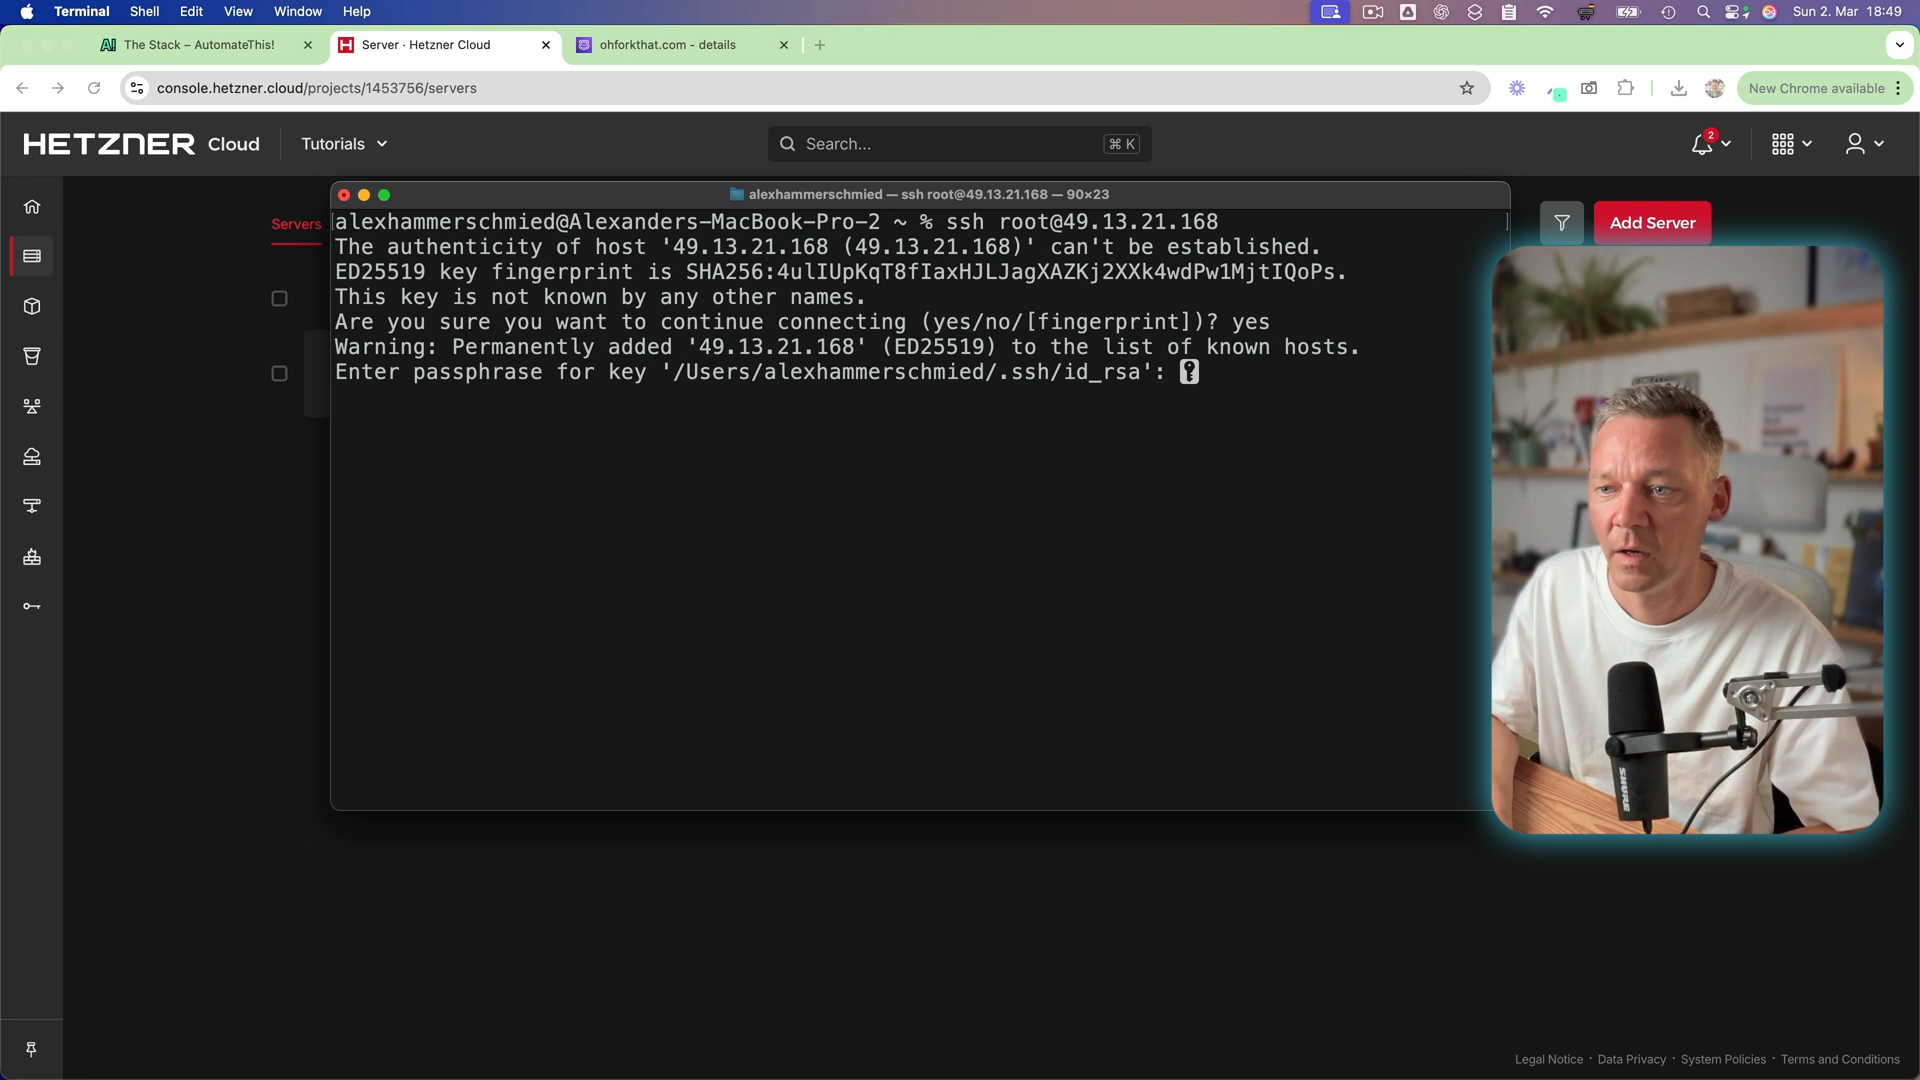 Terminal Shell Edit View Window Help Sun 2. Mar 18:49
The Stack – AutomateThis! Server · Hetzner Cloud ohforkthat.com - details
console.hetzner.cloud/projects/1453756/servers New Chrome available
HETZNER Cloud Tutorials Search... ⌘ K 2
alexhammerschmied — ssh root@49.13.21.168 — 90×23
Servers Add Server
alexhammerschmied@Alexanders-MacBook-Pro-2 ~ % ssh root@49.13.21.168
The authenticity of host '49.13.21.168 (49.13.21.168)' can't be established.
ED25519 key fingerprint is SHA256:4ulIUpKqT8fIaxHJLJagXAZKj2XXk4wdPw1MjtIQoPs.
This key is not known by any other names.
Are you sure you want to continue connecting (yes/no/[fingerprint])? yes
Warning: Permanently added '49.13.21.168' (ED25519) to the list of known hosts.
Enter passphrase for key '/Users/alexhammerschmied/.ssh/id_rsa':
SHURE
Legal Notice · Data Privacy · System Policies · Terms and Conditions